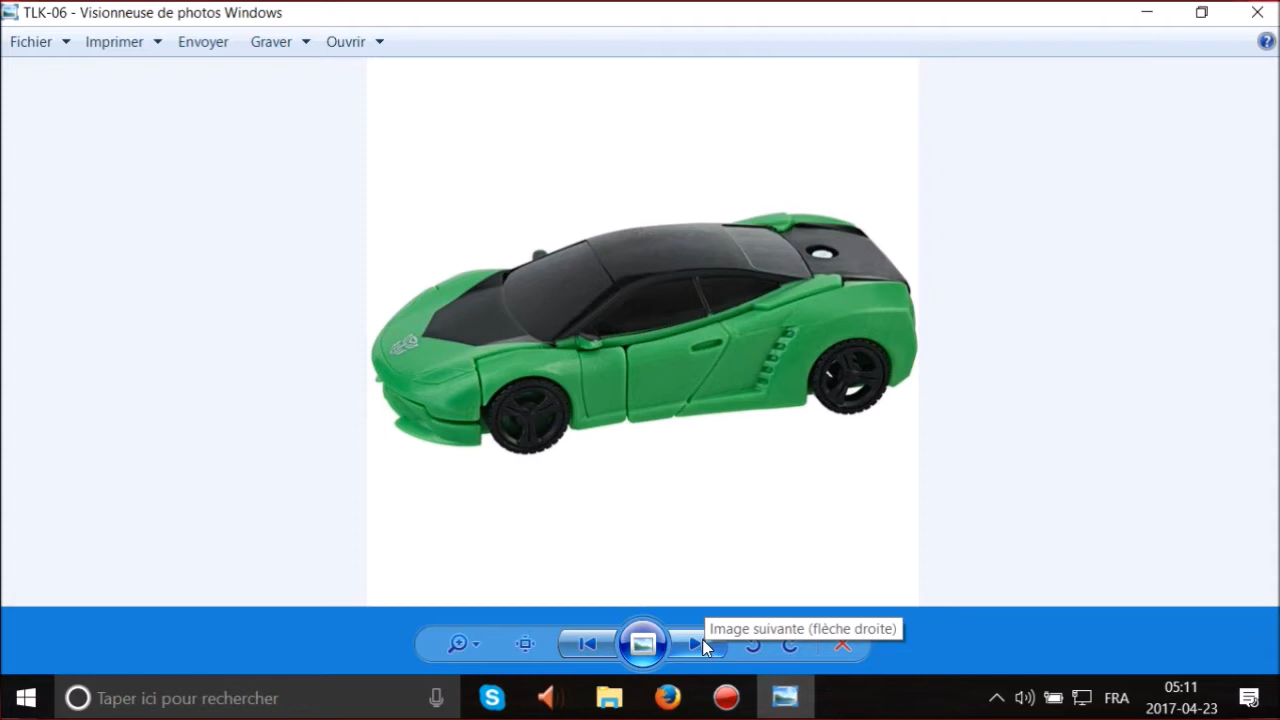 TLK-06 - Visionneuse de photos Windows
Fichier Imprimer Envoyer Graver Ouvrir
Image suivante (flèche droite)
Taper ici pour rechercher
FRA
05:11
2017-04-23